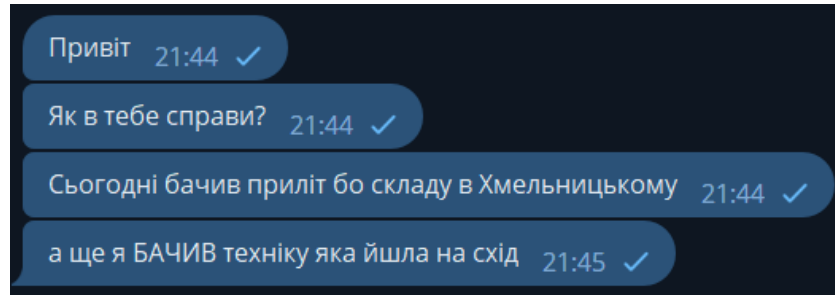 Привіт 21:44
Як в тебе справи? 21:44
Сьогодні бачив приліт бо складу в Хмельницькому 21:44
а ще я БАЧИВ техніку яка йшла на схід 21:45